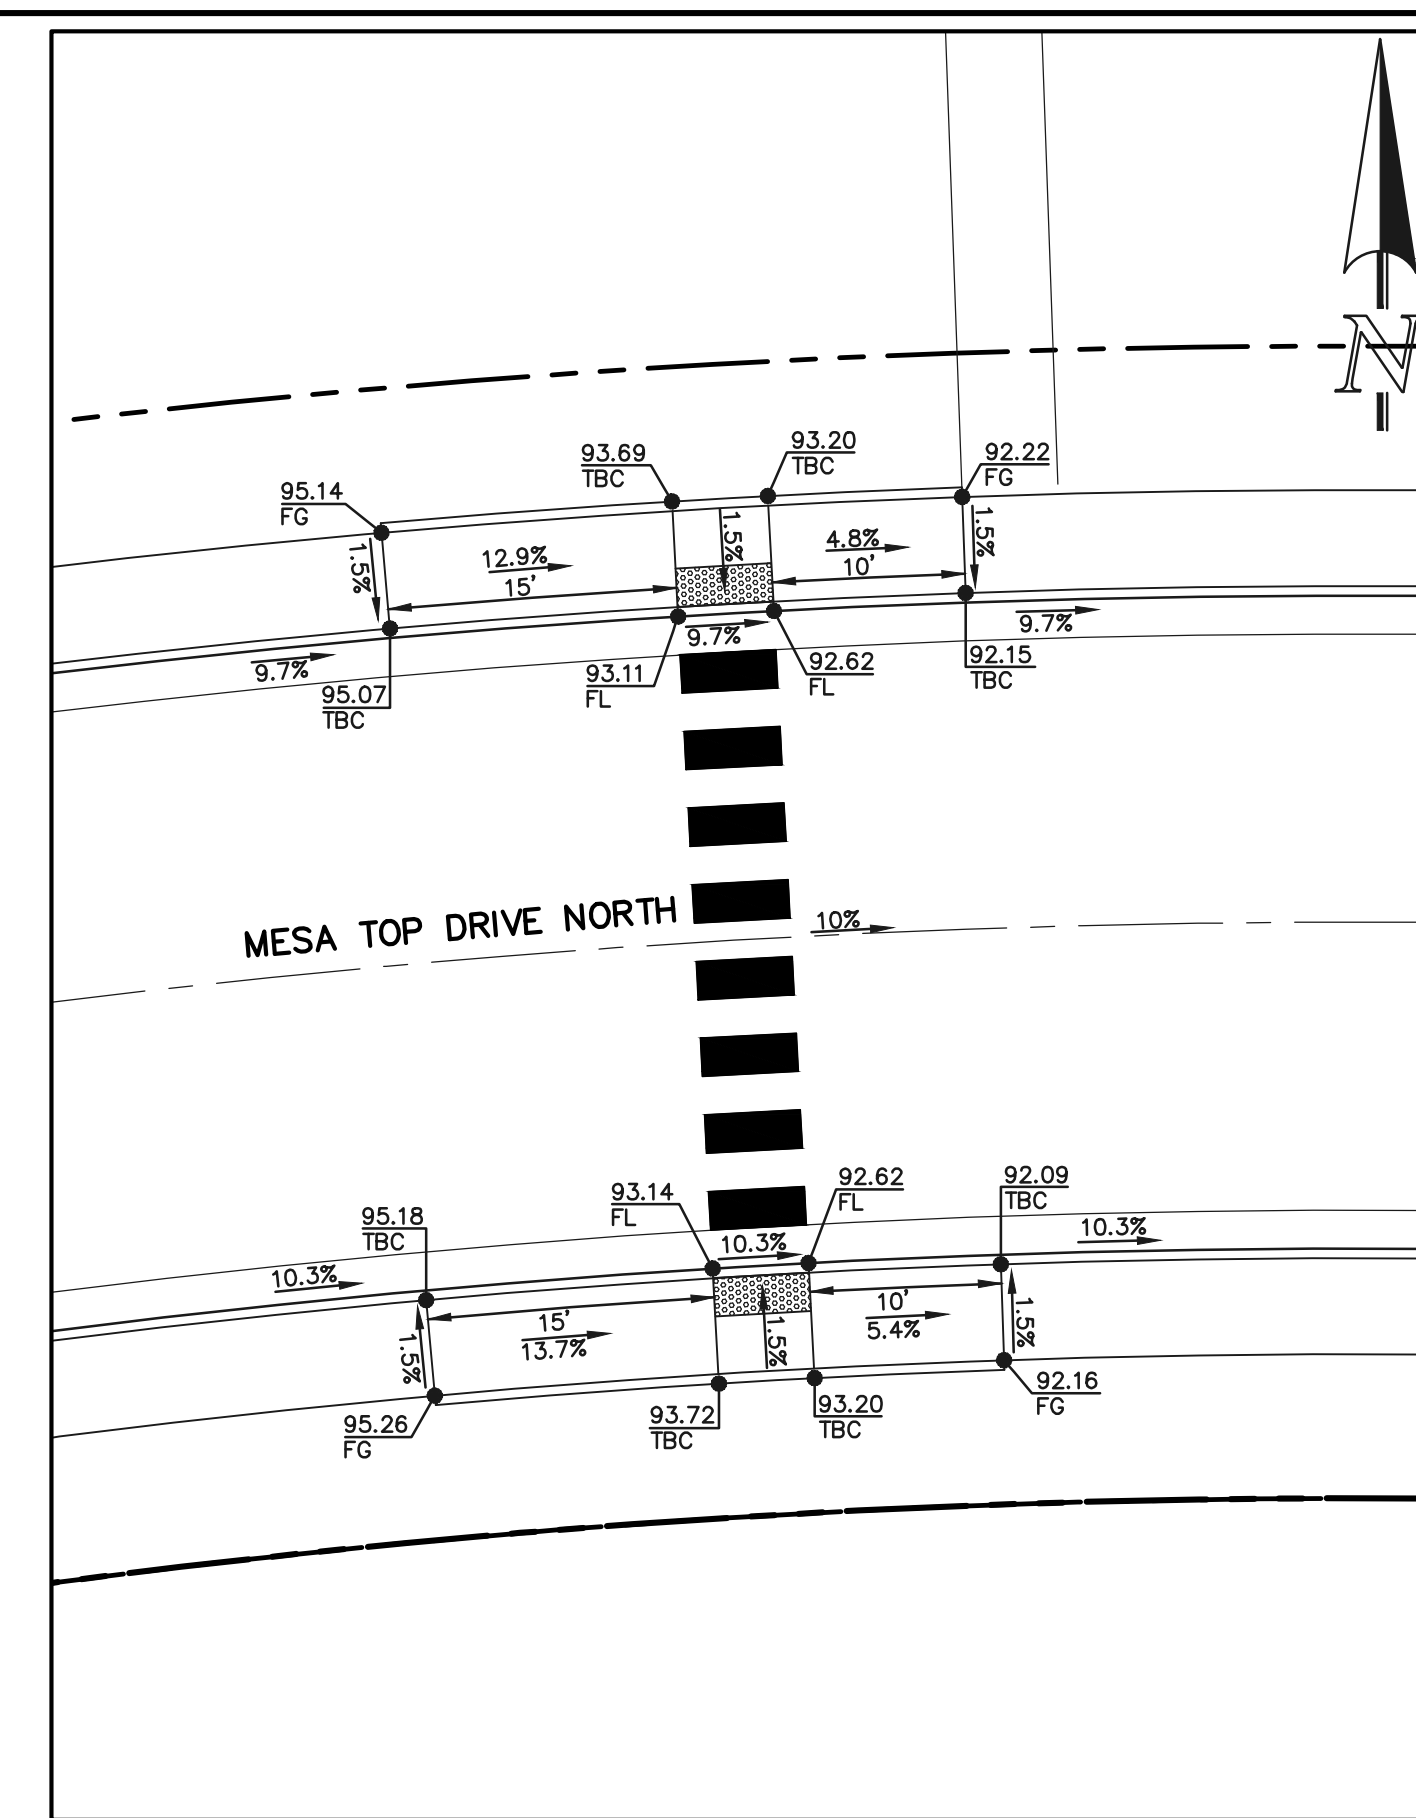 N
93.20
TBC
93.69
TBC
92.22
FG
95.14
FG
1.5%
12.9%
15'
1.5%
4.8%
10'
1.5%
9.7%
95.07
TBC
93.11
FL
9.7%
92.62
FL
9.7%
92.15
TBC
MESA TOP DRIVE NORTH
10%
95.18
TBC
93.14
FL
92.62
FL
92.09
TBC
10.3%
10.3%
10.3%
1.5%
15'
13.7%
1.5%
10'
5.4%
1.5%
95.26
FG
93.72
TBC
93.20
TBC
92.16
FG